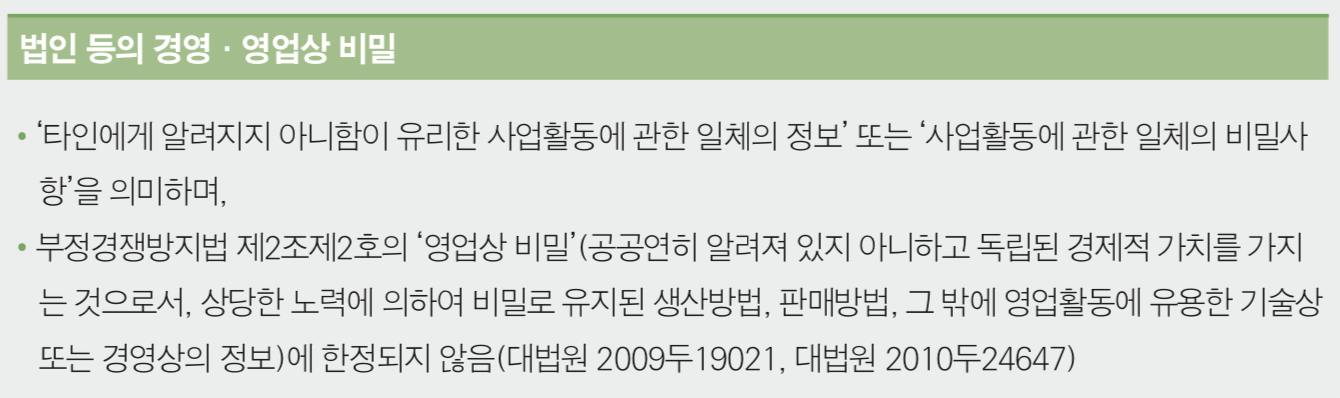 법인 등의 경영 · 영업상 비밀
• ‘타인에게 알려지지 아니함이 유리한 사업활동에 관한 일체의 정보’ 또는 ‘사업활동에 관한 일체의 비밀사
항’을 의미하며,
• 부정경쟁방지법 제2조제2호의 ‘영업상 비밀’(공공연히 알려져 있지 아니하고 독립된 경제적 가치를 가지
는 것으로서, 상당한 노력에 의하여 비밀로 유지된 생산방법, 판매방법, 그 밖에 영업활동에 유용한 기술상
또는 경영상의 정보)에 한정되지 않음(대법원 2009두19021, 대법원 2010두24647)